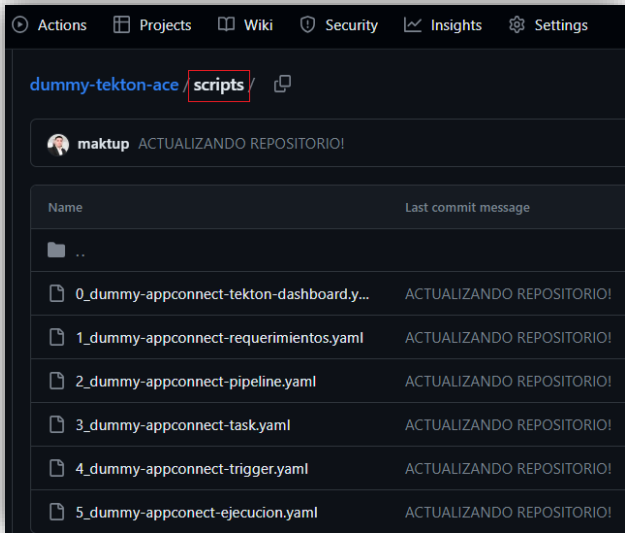 Actions Projects Wiki Security Insights Settings
dummy-tekton-ace / scripts /
maktup ACTUALIZANDO REPOSITORIO!
Name Last commit message
..
0_dummy-appconnect-tekton-dashboard.y... ACTUALIZANDO REPOSITORIO!
1_dummy-appconnect-requerimientos.yaml ACTUALIZANDO REPOSITORIO!
2_dummy-appconnect-pipeline.yaml ACTUALIZANDO REPOSITORIO!
3_dummy-appconnect-task.yaml ACTUALIZANDO REPOSITORIO!
4_dummy-appconnect-trigger.yaml ACTUALIZANDO REPOSITORIO!
5_dummy-appconect-ejecucion.yaml ACTUALIZANDO REPOSITORIO!